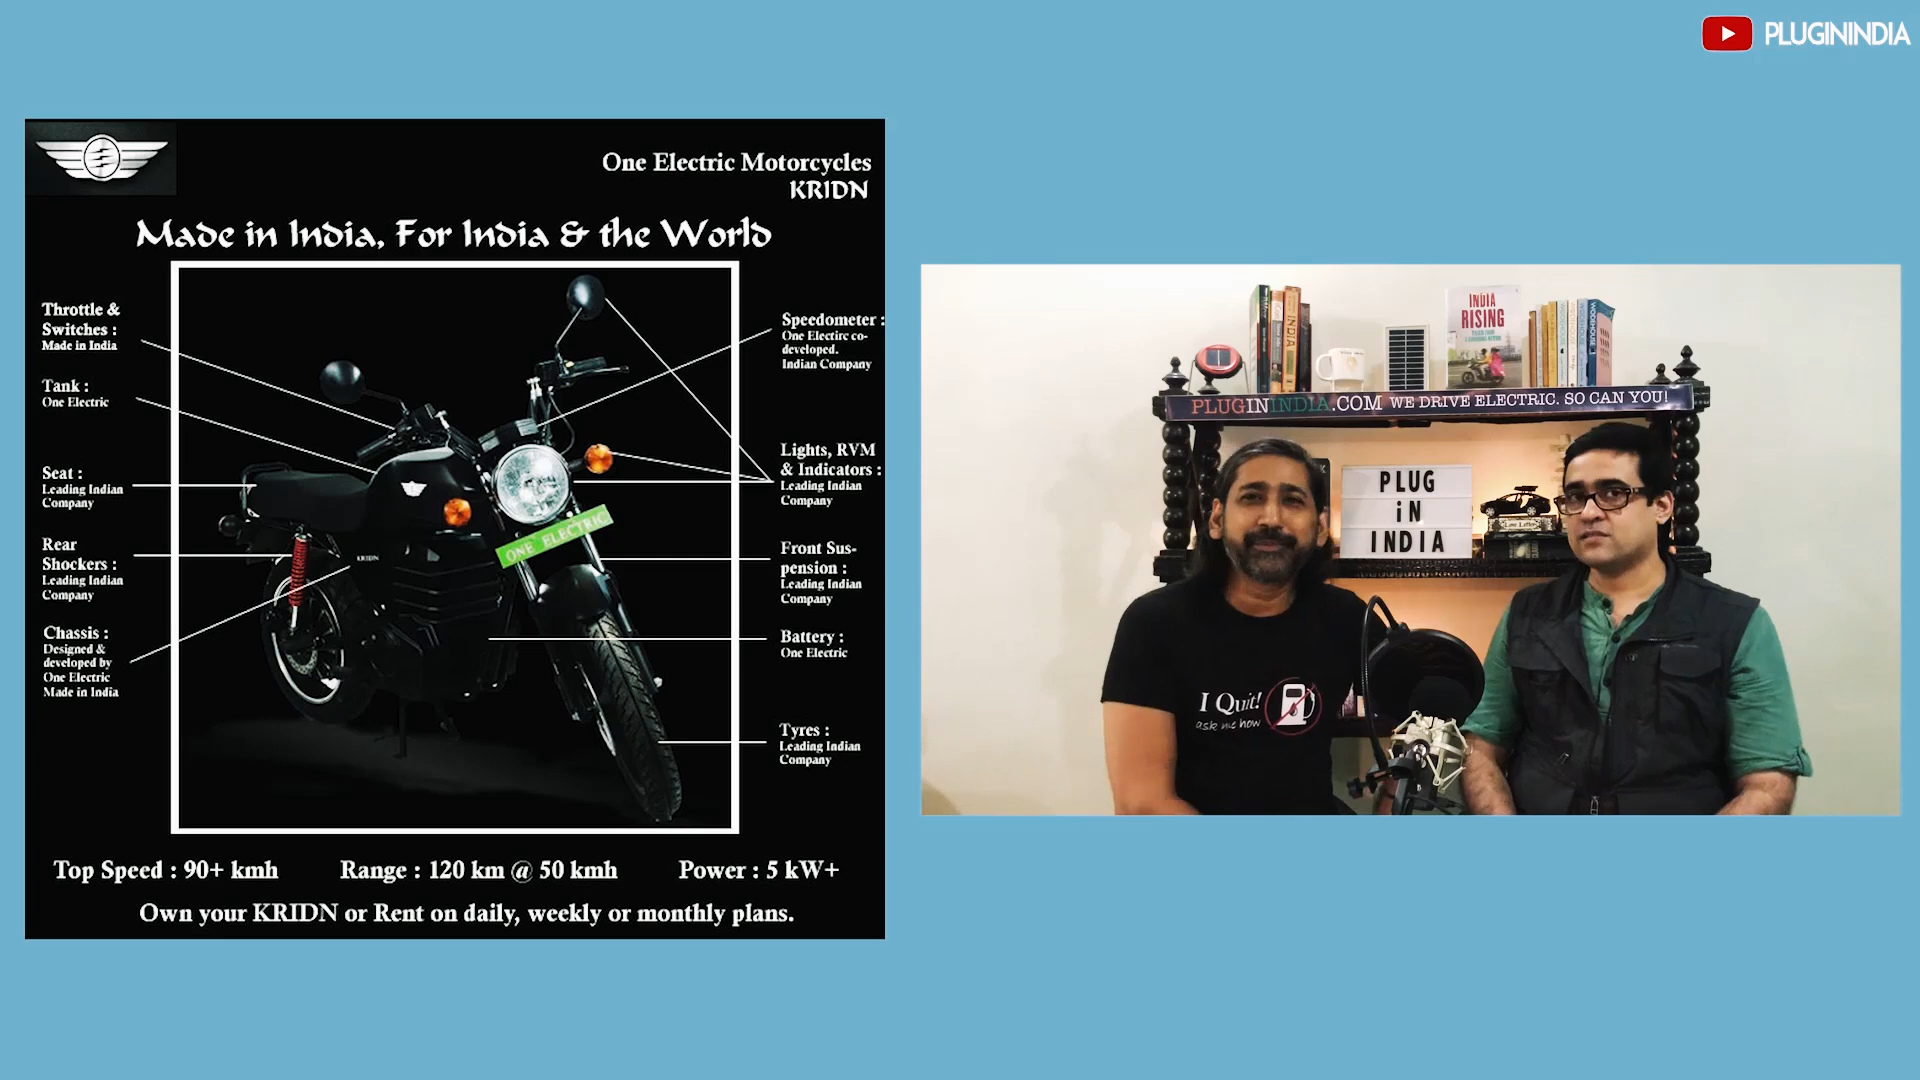 PLUGININDIA
One Electric Motorcycles
KRIDN
Made in India, For India & the World
Throttle &
Switches :
Made in India
Tank :
One Electric
Seat :
Leading Indian
Company
Rear
Shockers :
Leading Indian
Company
Chassis :
Designed &
developed by
One Electric
Made in India
Speedometer :
One Electirc co-
developed.
Indian Company
Lights, RVM
& Indicators :
Leading Indian
Company
Front Sus-
pension :
Leading Indian
Company
Battery :
One Electric
Tyres :
Leading Indian
Company
ONE ELECTRIC
KRIDN
Top Speed : 90+ kmh
Range : 120 km @ 50 kmh
Power : 5 kW+
Own your KRIDN or Rent on daily, weekly or monthly plans.
INDIA
RISING
INDIA
WODEHOUSE
PLUGININDIA.COM WE DRIVE ELECTRIC. SO CAN YOU!
PLUG
iN
INDIA
I Quit!
ask me how